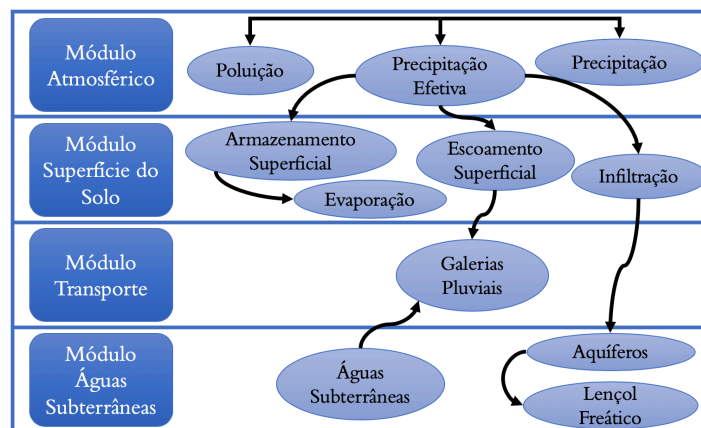 Módulo
Atmosférico
Poluição
Precipitação
Efetiva
Precipitação
Módulo
Superfície do
Solo
Armazenamento
Superficial
Evaporação
Escoamento
Superficial
Infiltração
Módulo
Transporte
Galerias
Pluviais
Módulo
Águas
Subterrâneas
Águas
Subterrâneas
Aquíferos
Lençol
Freático